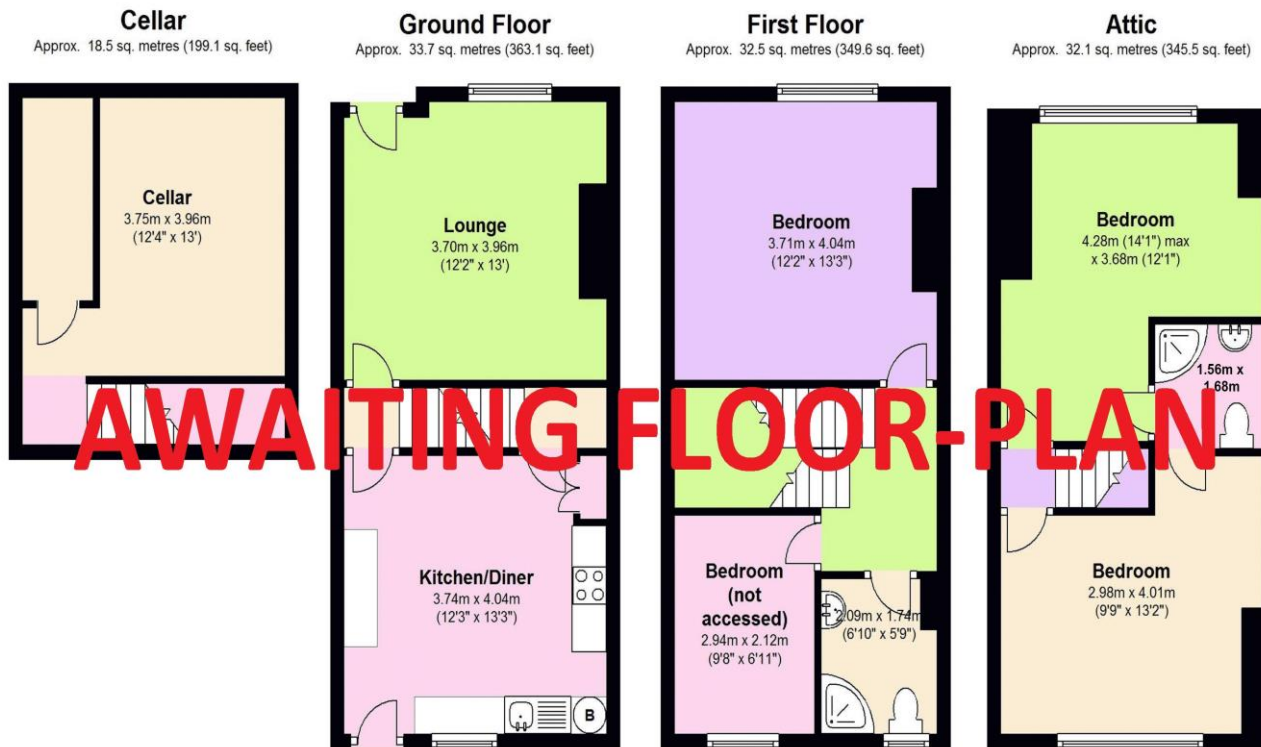 Cellar
Approx. 18.5 sq. metres (199.1 sq. feet)
Cellar
3.75m x 3.96m
(12'4" x 13')
Ground Floor
Approx. 33.7 sq. metres (363.1 sq. feet)
Lounge
3.70m x 3.96m
(12'2" x 13')
Kitchen/Diner
3.74m x 4.04m
(12'3" x 13'3")
B
First Floor
Approx. 32.5 sq. metres (349.6 sq. feet)
Bedroom
3.71m x 4.04m
(12'2" x 13'3")
Bedroom
(not
accessed)
2.94m x 2.12m
(9'8" x 6'11")
2.09m x 1.74m
(6'10" x 5'9")
Attic
Approx. 32.1 sq. metres (345.5 sq. feet)
Bedroom
4.28m (14'1") max
x 3.68m (12'1")
1.56m x
1.68m
Bedroom
2.98m x 4.01m
(9'9" x 13'2")
AWAITING FLOOR-PLAN